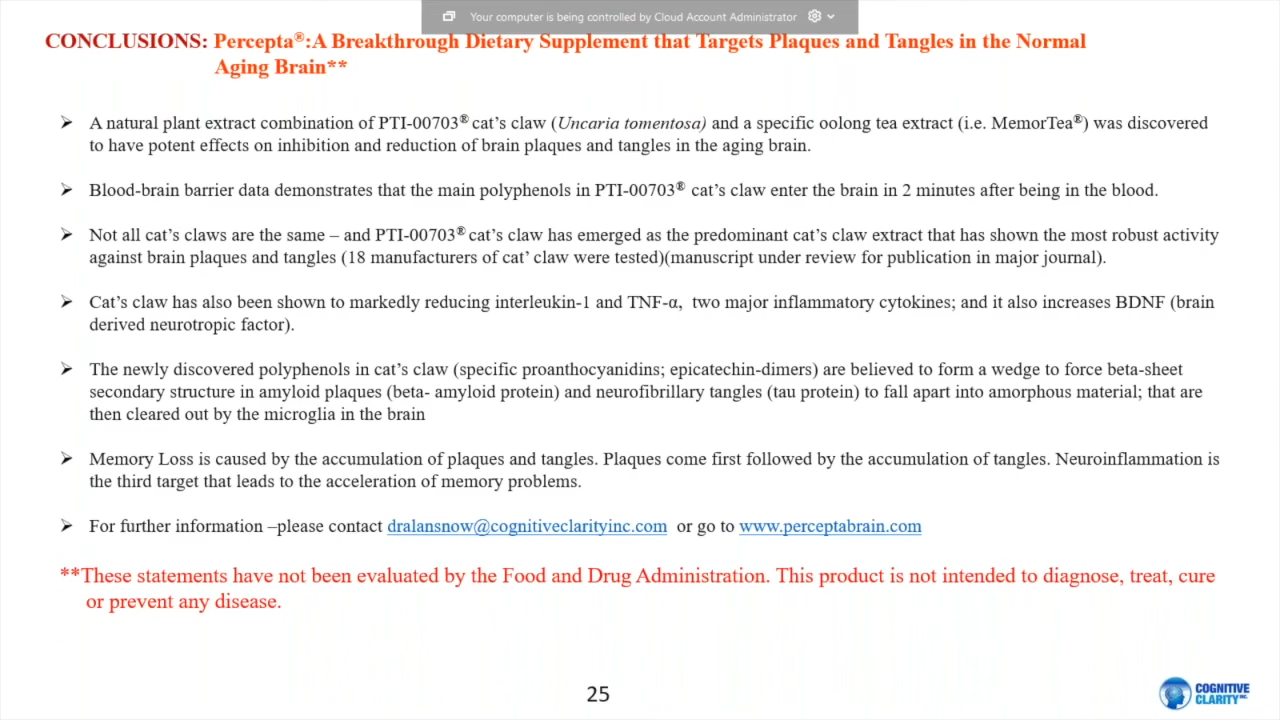 Your computer is being controlled by Cloud Account Administrator
CONCLUSIONS: Percepta®:A Breakthrough Dietary Supplement that Targets Plaques and Tangles in the Normal
Aging Brain**
➢ A natural plant extract combination of PTI-00703® cat's claw (Uncaria tomentosa) and a specific oolong tea extract (i.e. MemorTea®) was discovered
to have potent effects on inhibition and reduction of brain plaques and tangles in the aging brain.
➢ Blood-brain barrier data demonstrates that the main polyphenols in PTI-00703® cat's claw enter the brain in 2 minutes after being in the blood.
➢ Not all cat's claws are the same – and PTI-00703® cat's claw has emerged as the predominant cat's claw extract that has shown the most robust activity
against brain plaques and tangles (18 manufacturers of cat' claw were tested)(manuscript under review for publication in major journal).
➢ Cat's claw has also been shown to markedly reducing interleukin-1 and TNF-α, two major inflammatory cytokines; and it also increases BDNF (brain
derived neurotropic factor).
➢ The newly discovered polyphenols in cat's claw (specific proanthocyanidins; epicatechin-dimers) are believed to form a wedge to force beta-sheet
secondary structure in amyloid plaques (beta- amyloid protein) and neurofibrillary tangles (tau protein) to fall apart into amorphous material; that are
then cleared out by the microglia in the brain
➢ Memory Loss is caused by the accumulation of plaques and tangles. Plaques come first followed by the accumulation of tangles. Neuroinflammation is
the third target that leads to the acceleration of memory problems.
➢ For further information –please contact dralansnow@cognitiveclarityinc.com or go to www.perceptabrain.com
**These statements have not been evaluated by the Food and Drug Administration. This product is not intended to diagnose, treat, cure
or prevent any disease.
25
COGNITIVE
CLARITY INC.